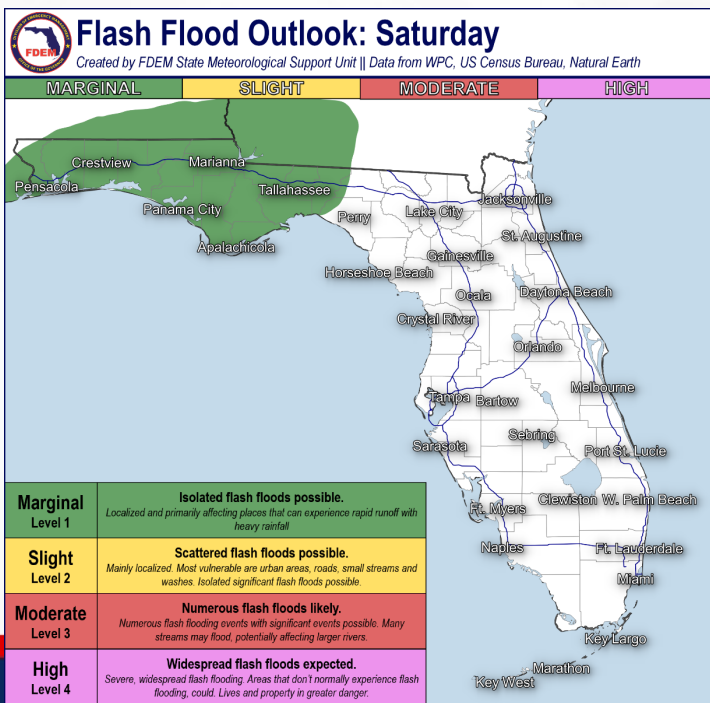 DIVISION OF EMERGENCY MANAGEMENT
FDEM
OFFICE OF THE GOVERNOR
Flash Flood Outlook: Saturday
Created by FDEM State Meteorological Support Unit || Data from WPC, US Census Bureau, Natural Earth
MARGINAL SLIGHT MODERATE HIGH
Crestview
Marianna
Pensacola
Tallahassee
Panama City
Apalachicola
Perry
Lake City
Jacksonville
St. Augustine
Gainesville
Horseshoe Beach
Ocala
Daytona Beach
Crystal River
Orlando
Tampa
Bartow
Melbourne
Sebring
Sarasota
Port St. Lucie
Clewiston
W. Palm Beach
Ft. Myers
Naples
Ft. Lauderdale
Miami
Key Largo
Marathon
Key West
Marginal
Level 1
Isolated flash floods possible.
Localized and primarily affecting places that can experience rapid runoff with
heavy rainfall
Slight
Level 2
Scattered flash floods possible.
Mainly localized. Most vulnerable are urban areas, roads, small streams and
washes. Isolated significant flash floods possible.
Moderate
Level 3
Numerous flash floods likely.
Numerous flash flooding events with significant events possible. Many
streams may flood, potentially affecting larger rivers.
High
Level 4
Widespread flash floods expected.
Severe, widespread flash flooding. Areas that don't normally experience flash
flooding, could. Lives and property in greater danger.